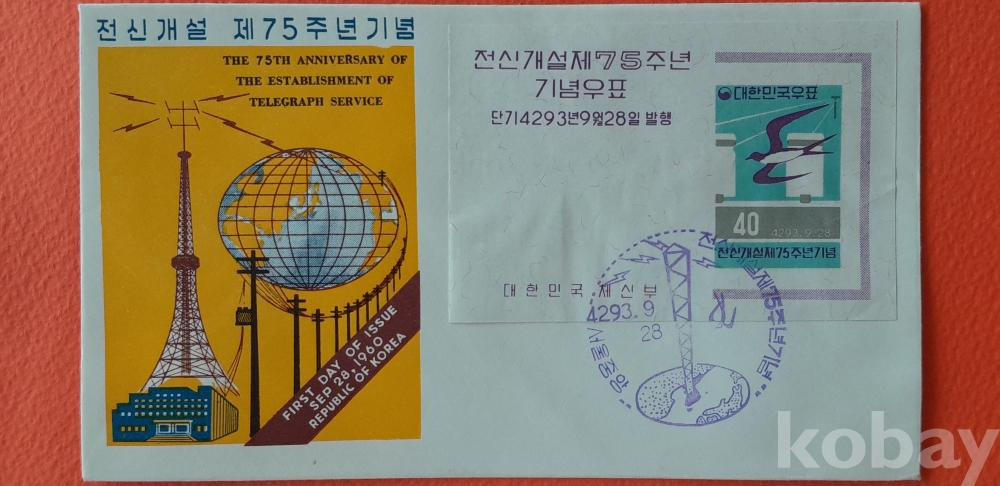 전신개설 제75주년기념
THE 75TH ANNIVERSARY OF
THE ESTABLISHMENT OF
TELEGRAPH SERVICE
FIRST DAY OF ISSUE
SEP 28, 1960
REPUBLIC OF KOREA
전신개설제75주년
기념우표
단기4293년9월28일 발행
대한민국우표
40
4293.9.28
전신개설제75주년기념
대한민국 체신부
전신개설제75주년기념
4293.9
28
서울중앙
kobay